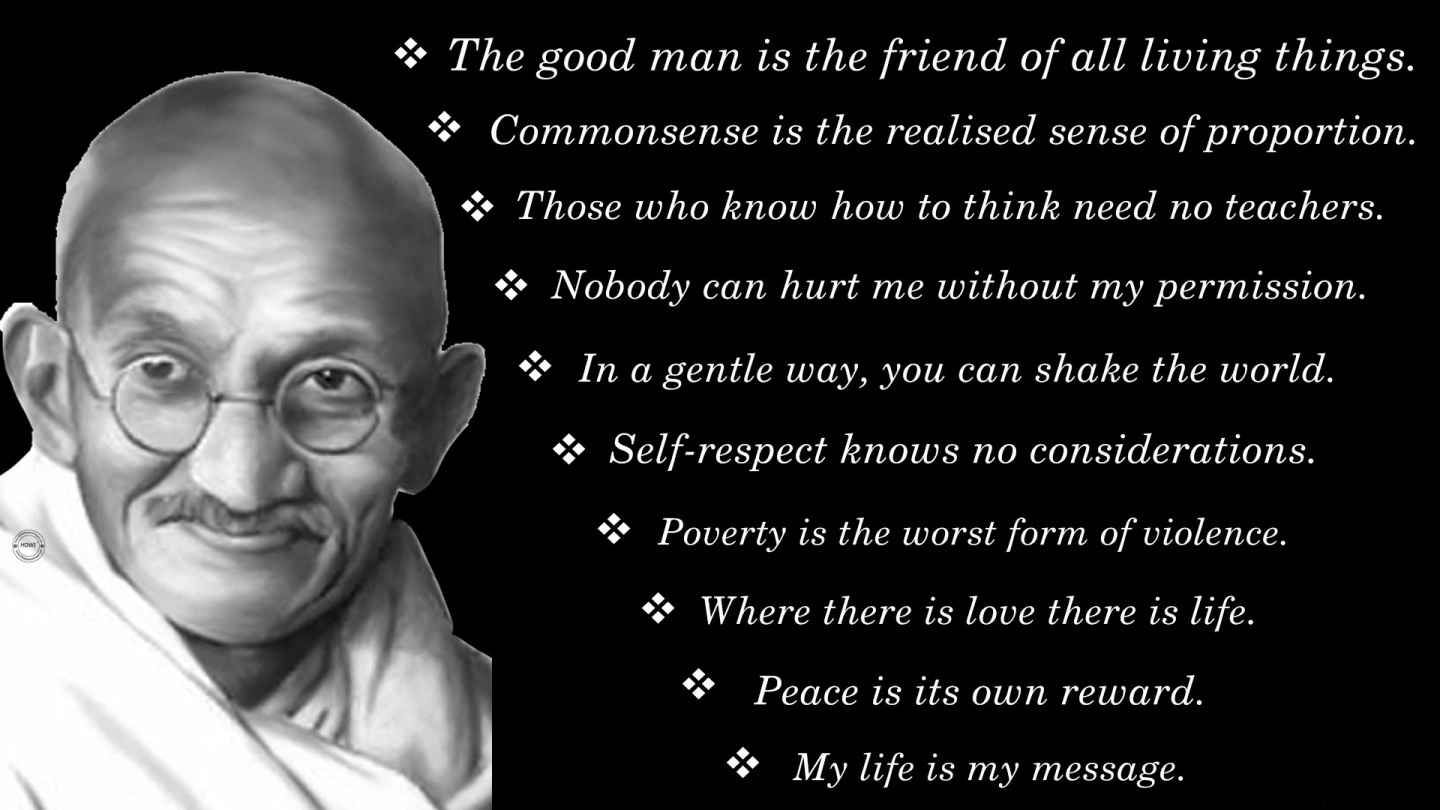 ❖ The good man is the friend of all living things.
❖ Commonsense is the realised sense of proportion.
❖ Those who know how to think need no teachers.
❖ Nobody can hurt me without my permission.
❖ In a gentle way, you can shake the world.
❖ Self-respect knows no considerations.
❖ Poverty is the worst form of violence.
❖ Where there is love there is life.
❖ Peace is its own reward.
❖ My life is my message.
HDWE